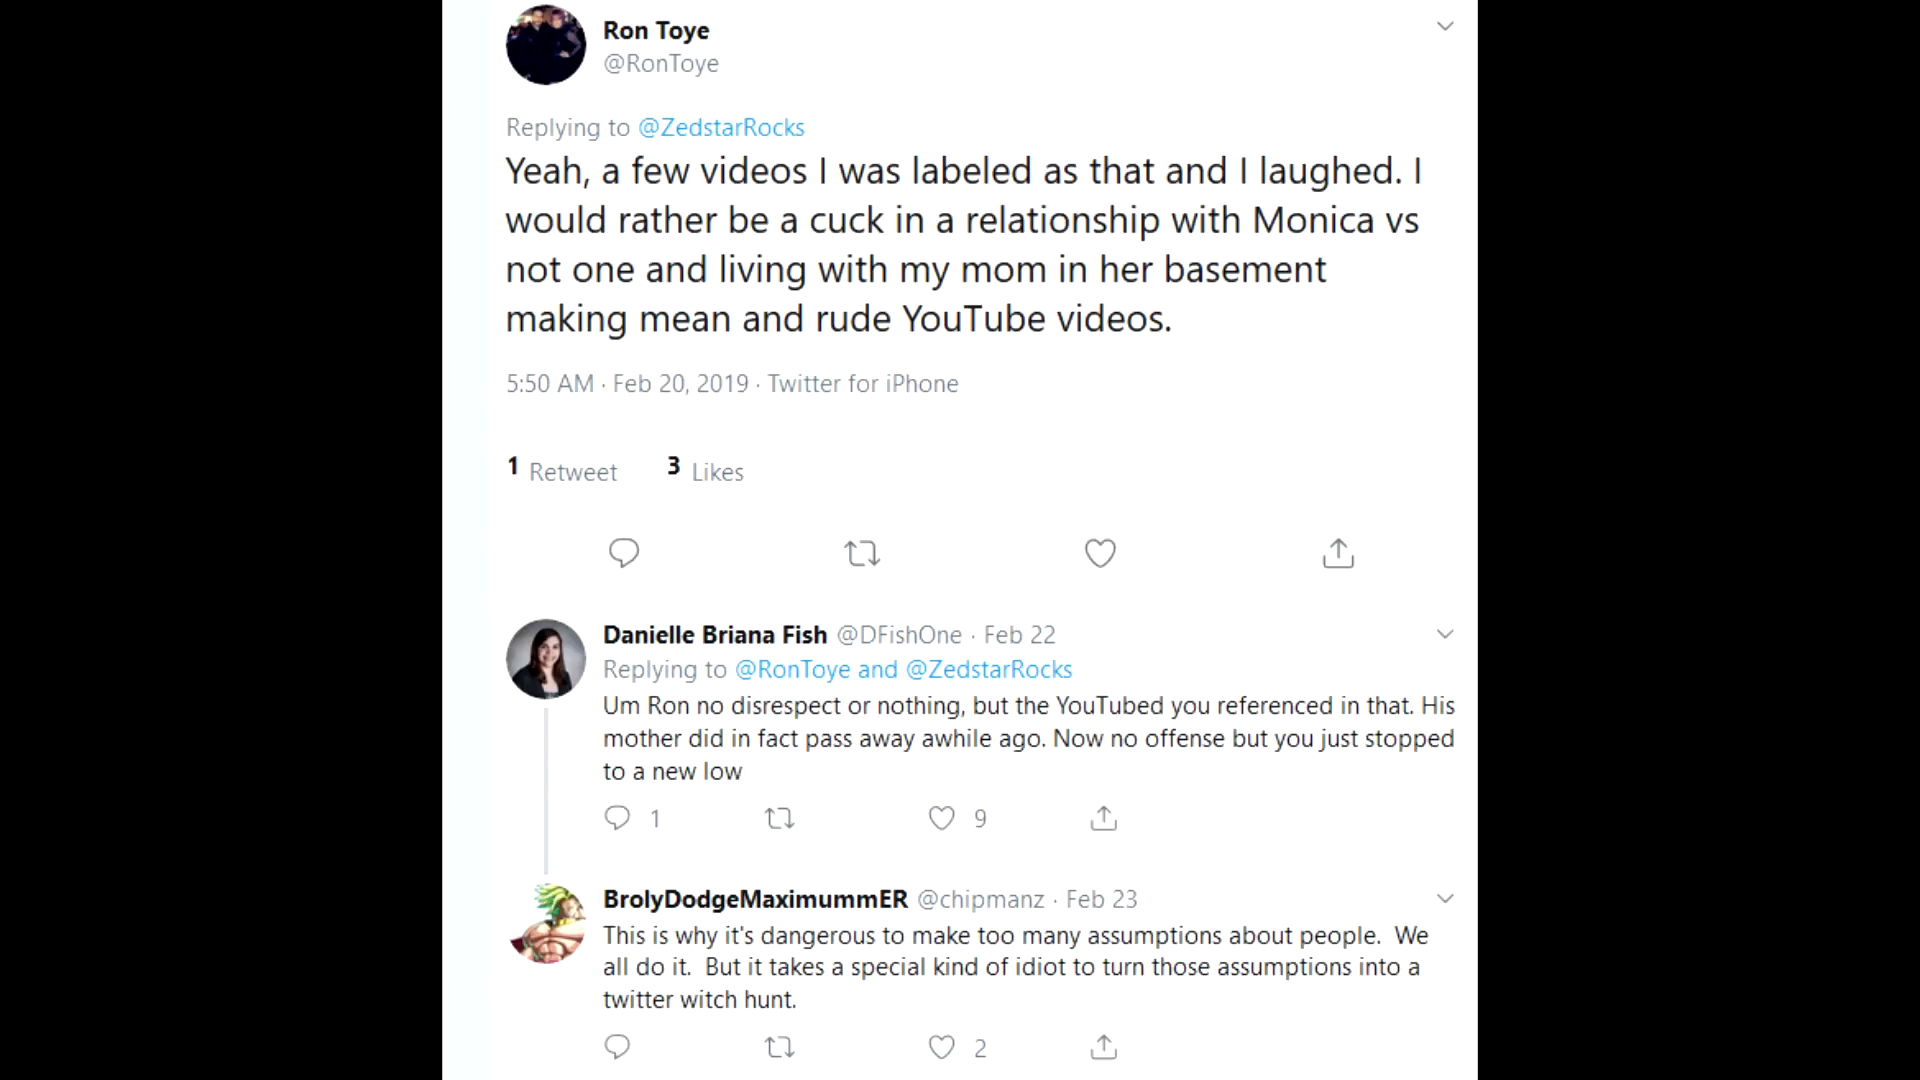 Ron Toye
@RonToye
Replying to @ZedstarRocks
Yeah, a few videos I was labeled as that and I laughed. I
would rather be a cuck in a relationship with Monica vs
not one and living with my mom in her basement
making mean and rude YouTube videos.
5:50 AM · Feb 20, 2019 · Twitter for iPhone
1 Retweet 3 Likes
Danielle Briana Fish @DFishOne · Feb 22
Replying to @RonToye and @ZedstarRocks
Um Ron no disrespect or nothing, but the YouTubed you referenced in that. His
mother did in fact pass away awhile ago. Now no offense but you just stopped
to a new low
1 9
BrolyDodgeMaximummER @chipmanz · Feb 23
This is why it's dangerous to make too many assumptions about people. We
all do it. But it takes a special kind of idiot to turn those assumptions into a
twitter witch hunt.
2